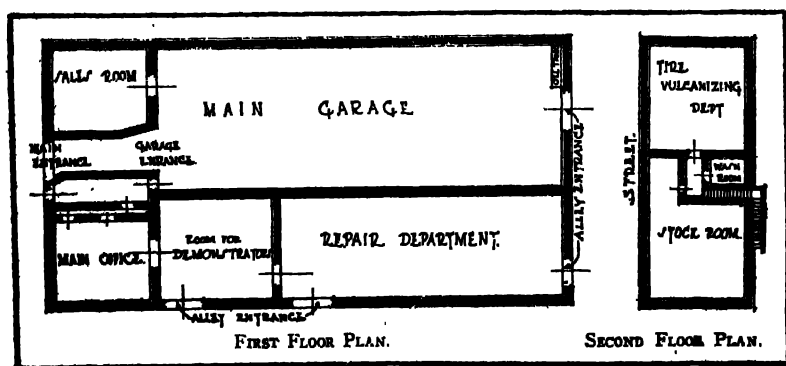 SALES ROOM
MAIN GARAGE
MAIN ENTRANCE
GARAGE ENTRANCE
ALLEY ENTRANCE
MAIN OFFICE
ROOM FOR
DEMONSTRATORS
REPAIR DEPARTMENT.
ALLEY ENTRANCE
FIRST FLOOR PLAN.
STREET.
TIRE
VULCANIZING
DEPT
WASH
ROOM
STOCK ROOM.
SECOND FLOOR PLAN.